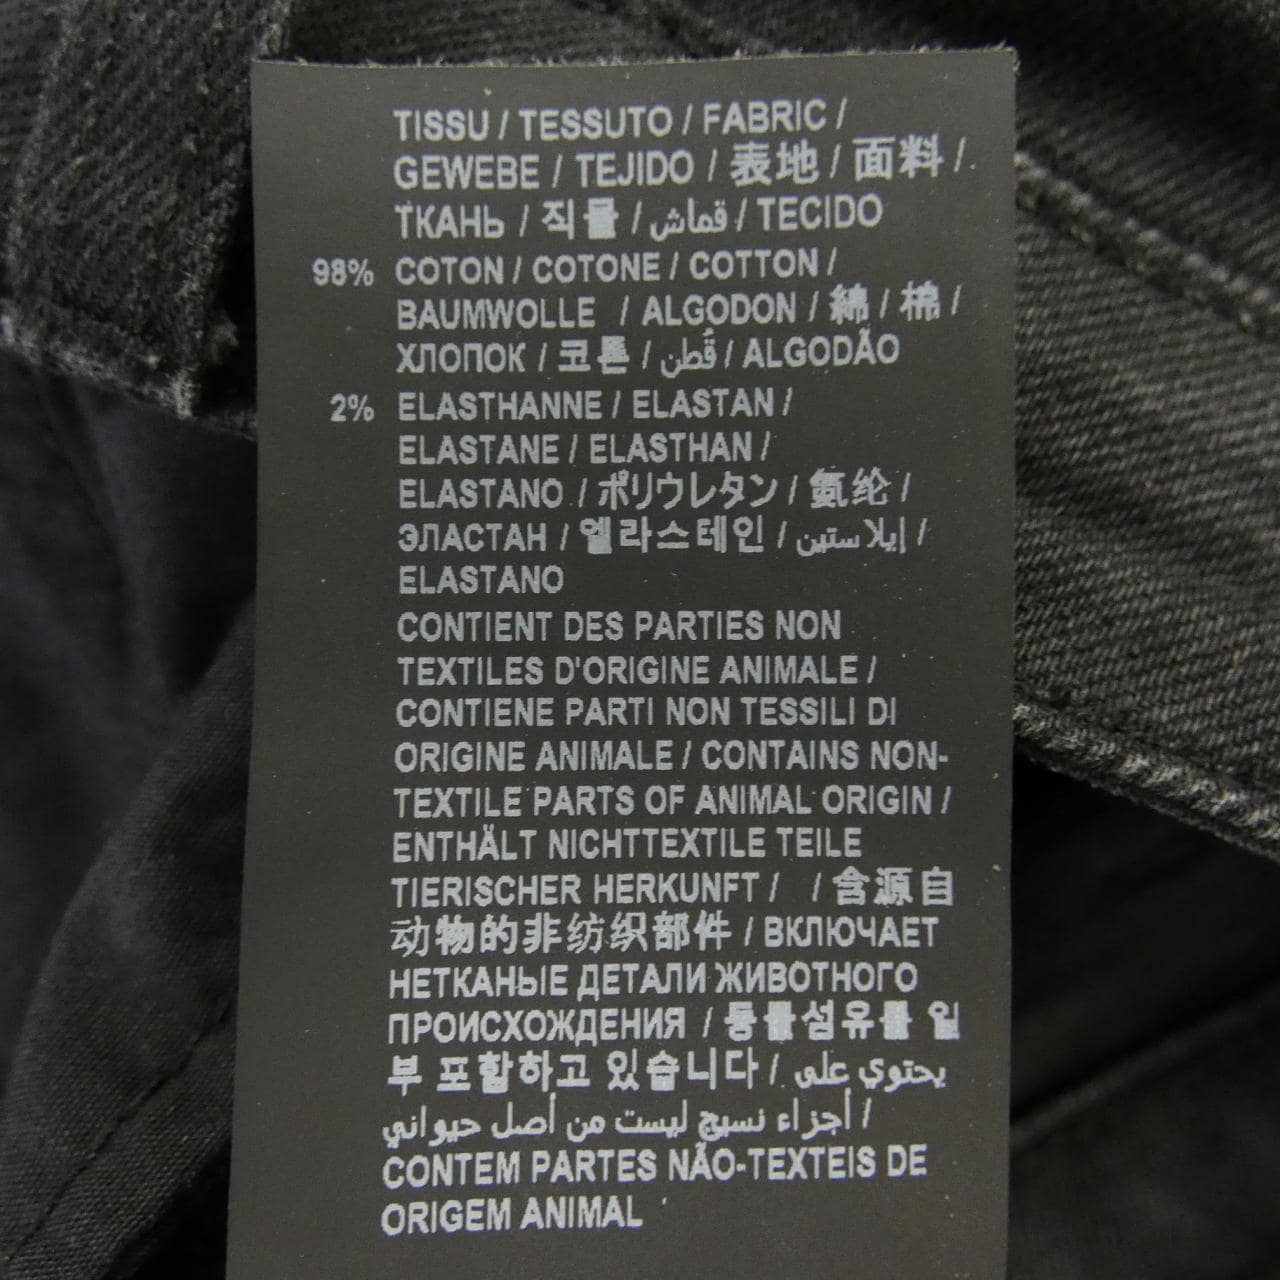 TISSU / TESSUTO / FABRIC /
GEWEBE / TEJIDO / 表地 / 面料 /
ТКАНЬ / 직물 / قماش / TECIDO
98% COTON / COTONE / COTTON /
BAUMWOLLE / ALGODON / 綿 / 棉 /
ХЛОПОК / 코튼 / قُطن / ALGODÃO
2% ELASTHANNE / ELASTAN /
ELASTANE / ELASTHAN /
ELASTANO / ポリウレタン / 氨纶 /
ЭЛАСТАН / 엘라스테인 / إيلاستين /
ELASTANO
CONTIENT DES PARTIES NON
TEXTILES D'ORIGINE ANIMALE /
CONTIENE PARTI NON TESSILI DI
ORIGINE ANIMALE / CONTAINS NON-
TEXTILE PARTS OF ANIMAL ORIGIN /
ENTHÄLT NICHTTEXTILE TEILE
TIERISCHER HERKUNFT / / 含源自
动物的非纺织部件 / ВКЛЮЧАЕТ
НЕТКАНЫЕ ДЕТАЛИ ЖИВОТНОГО
ПРОИСХОЖДЕНИЯ / 동물섬유를 일
부 포함하고 있습니다 / يحتوي على
أجزاء نسيج ليست من أصل حيواني /
CONTEM PARTES NÃO-TEXTEIS DE
ORIGEM ANIMAL